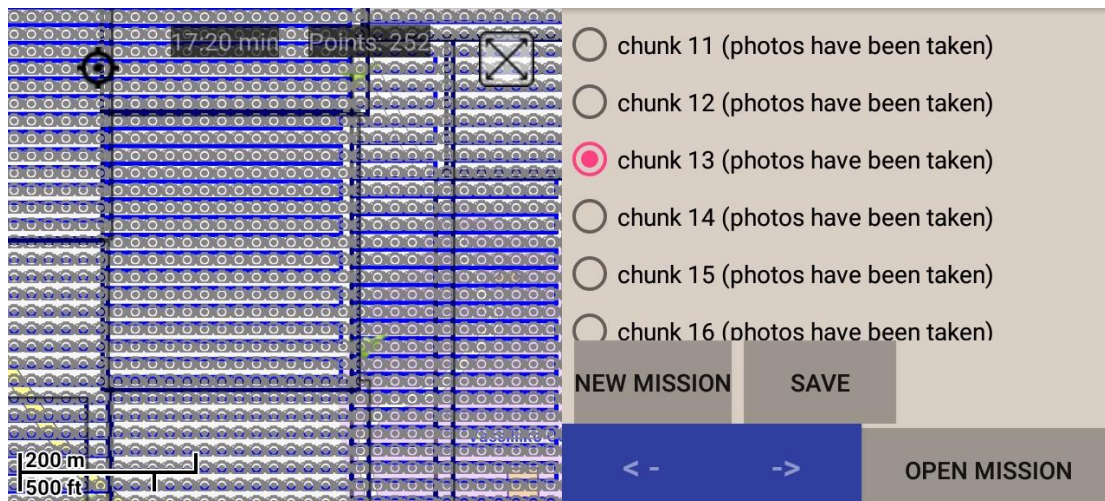 17:20 min Points: 252
200 m
500 ft
chunk 11 (photos have been taken)
chunk 12 (photos have been taken)
chunk 13 (photos have been taken)
chunk 14 (photos have been taken)
chunk 15 (photos have been taken)
chunk 16 (photos have been taken)
NEW MISSION
SAVE
< -
->
OPEN MISSION